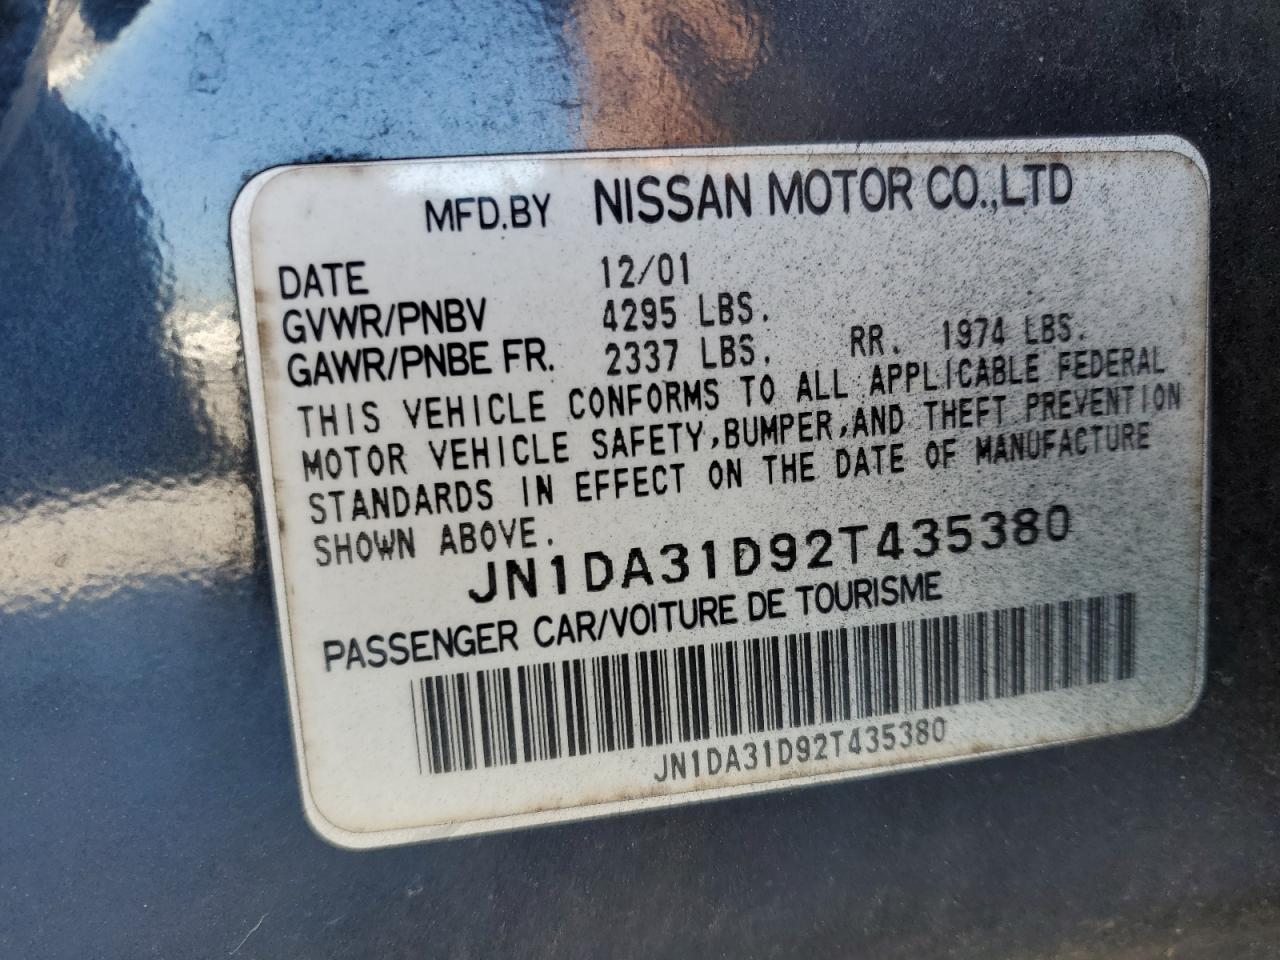 MFD.BY NISSAN MOTOR CO.,LTD
DATE 12/01
GVWR/PNBV 4295 LBS.
GAWR/PNBE FR. 2337 LBS. RR. 1974 LBS.
THIS VEHICLE CONFORMS TO ALL APPLICABLE FEDERAL
MOTOR VEHICLE SAFETY,BUMPER,AND THEFT PREVENTION
STANDARDS IN EFFECT ON THE DATE OF MANUFACTURE
SHOWN ABOVE.
JN1DA31D92T435380
PASSENGER CAR/VOITURE DE TOURISME
JN1DA31D92T435380